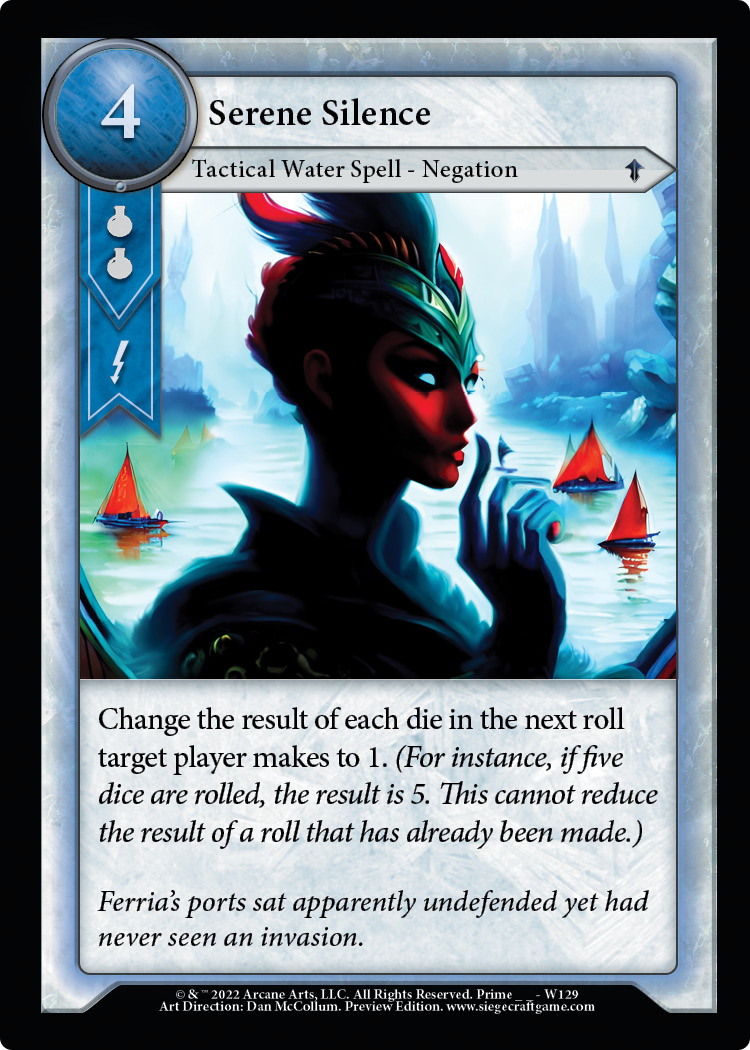 4
Serene Silence
Tactical Water Spell - Negation
Change the result of each die in the next roll
target player makes to 1. (For instance, if five
dice are rolled, the result is 5. This cannot reduce
the result of a roll that has already been made.)
Ferria's ports sat apparently undefended yet had
never seen an invasion.
© & ™ 2022 Arcane Arts, LLC. All Rights Reserved. Prime _ _ - W129
Art Direction: Dan McCollum. Preview Edition. www.siegecraftgame.com